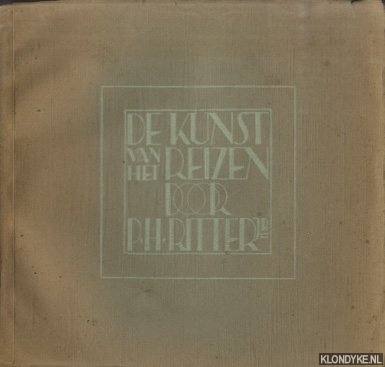 DE KUNST
VAN HET REIZEN
DOOR
P.H. RITTER JR
KLONDYKE.NL